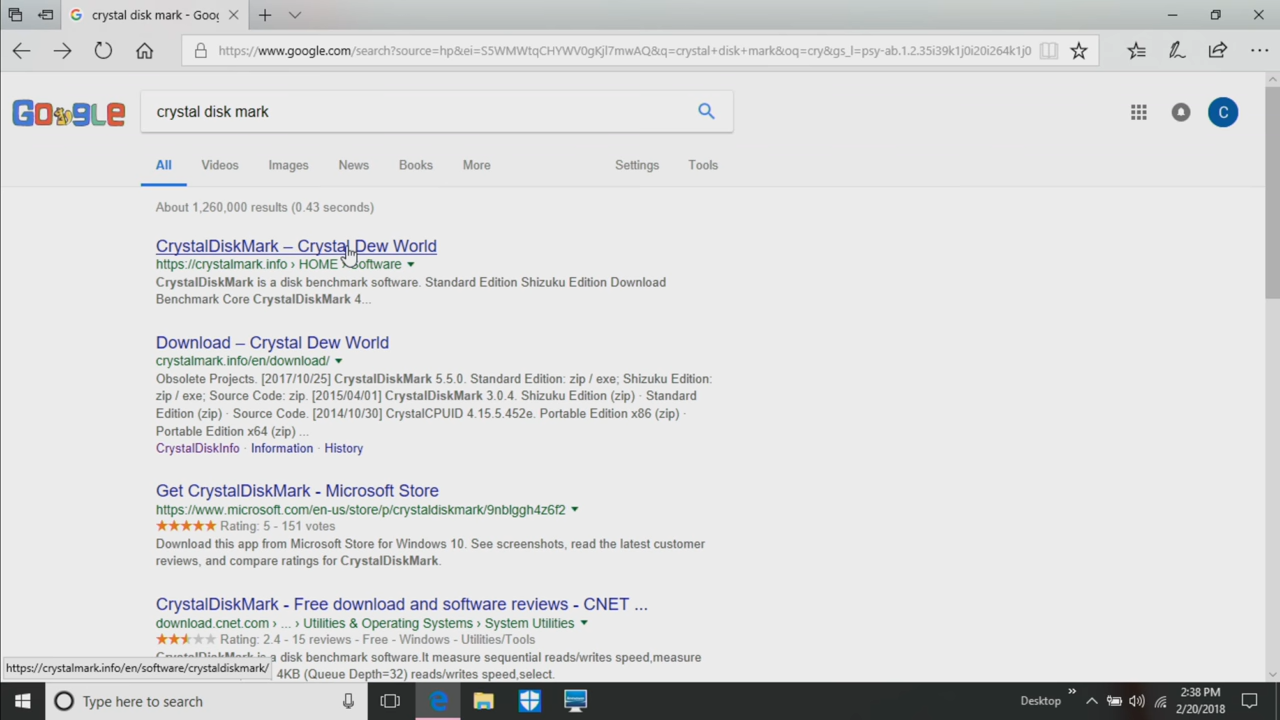 crystal disk mark - Goog
https://www.google.com/search?source=hp&ei=S5WMWtqCHYWV0gKjl7mwAQ&q=crystal+disk+mark&oq=cry&gs_l=psy-ab.1.2.35i39k1j0i20i264k1j0
Google
crystal disk mark
C
All Videos Images News Books More Settings Tools
About 1,260,000 results (0.43 seconds)
CrystalDiskMark – Crystal Dew World
https://crystalmark.info › HOME › Software
CrystalDiskMark is a disk benchmark software. Standard Edition Shizuku Edition Download
Benchmark Core CrystalDiskMark 4...
Download – Crystal Dew World
crystalmark.info/en/download/
Obsolete Projects. [2017/10/25] CrystalDiskMark 5.5.0. Standard Edition: zip / exe; Shizuku Edition:
zip / exe; Source Code: zip. [2015/04/01] CrystalDiskMark 3.0.4. Shizuku Edition (zip) · Standard
Edition (zip) · Source Code. [2014/10/30] CrystalCPUID 4.15.5.452e. Portable Edition x86 (zip) ·
Portable Edition x64 (zip) ...
CrystalDiskInfo · Information · History
Get CrystalDiskMark - Microsoft Store
https://www.microsoft.com/en-us/store/p/crystaldiskmark/9nblggh4z6f2
Rating: 5 - 151 votes
Download this app from Microsoft Store for Windows 10. See screenshots, read the latest customer
reviews, and compare ratings for CrystalDiskMark.
CrystalDiskMark - Free download and software reviews - CNET ...
download.cnet.com › ... › Utilities & Operating Systems › System Utilities
Rating: 2.4 - 15 reviews - Free - Windows - Utilities/Tools
is a disk benchmark software.It measure sequential reads/writes speed,measure
4KB (Queue Depth=32) reads/writes speed,select.
https://crystalmark.info/en/software/crystaldiskmark/
Type here to search
Desktop
2:38 PM
2/20/2018